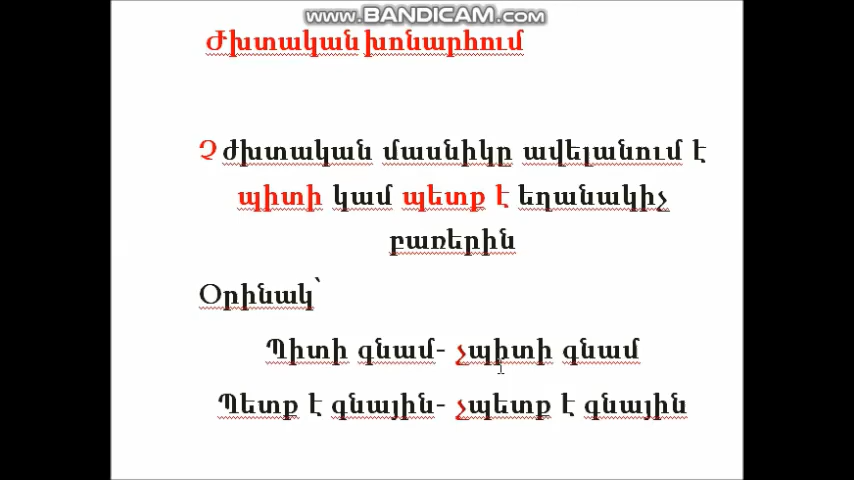 www.BANDICAM.com
Ժխտական խոնարհում
Չ ժխտական մասնիկը ավելանում է
պիտի կամ պետք է եղանակիչ
բառերին
Օրինակ՝
Պիտի գնամ- չպիտի գնամ
Պետք է գնային- չպետք է գնային